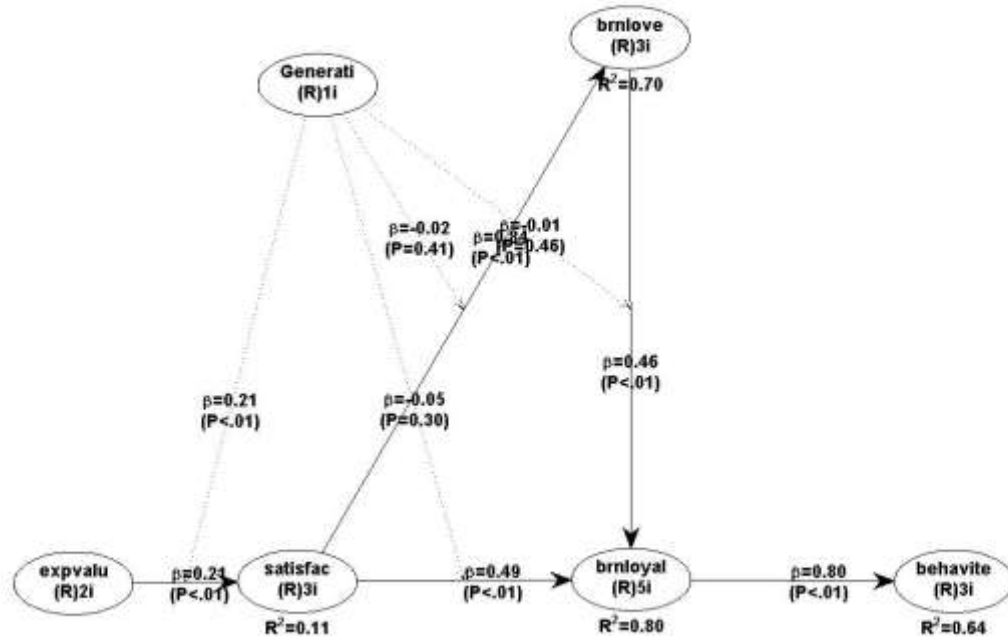 brnlove
(R)3i
R²=0.70
Generati
(R)1i
β=-0.02
(P=0.41)
β=0.84
(P<.01)
β=-0.01
(P=0.46)
β=0.46
(P<.01)
β=0.21
(P<.01)
β=-0.05
(P=0.30)
expvalu
(R)2i
(P<.01)
satisfac
(R)3i
R²=0.11
β=0.49
(P<.01)
brnloyal
(R)5i
R²=0.80
β=0.80
(P<.01)
behavite
(R)3i
R²=0.64